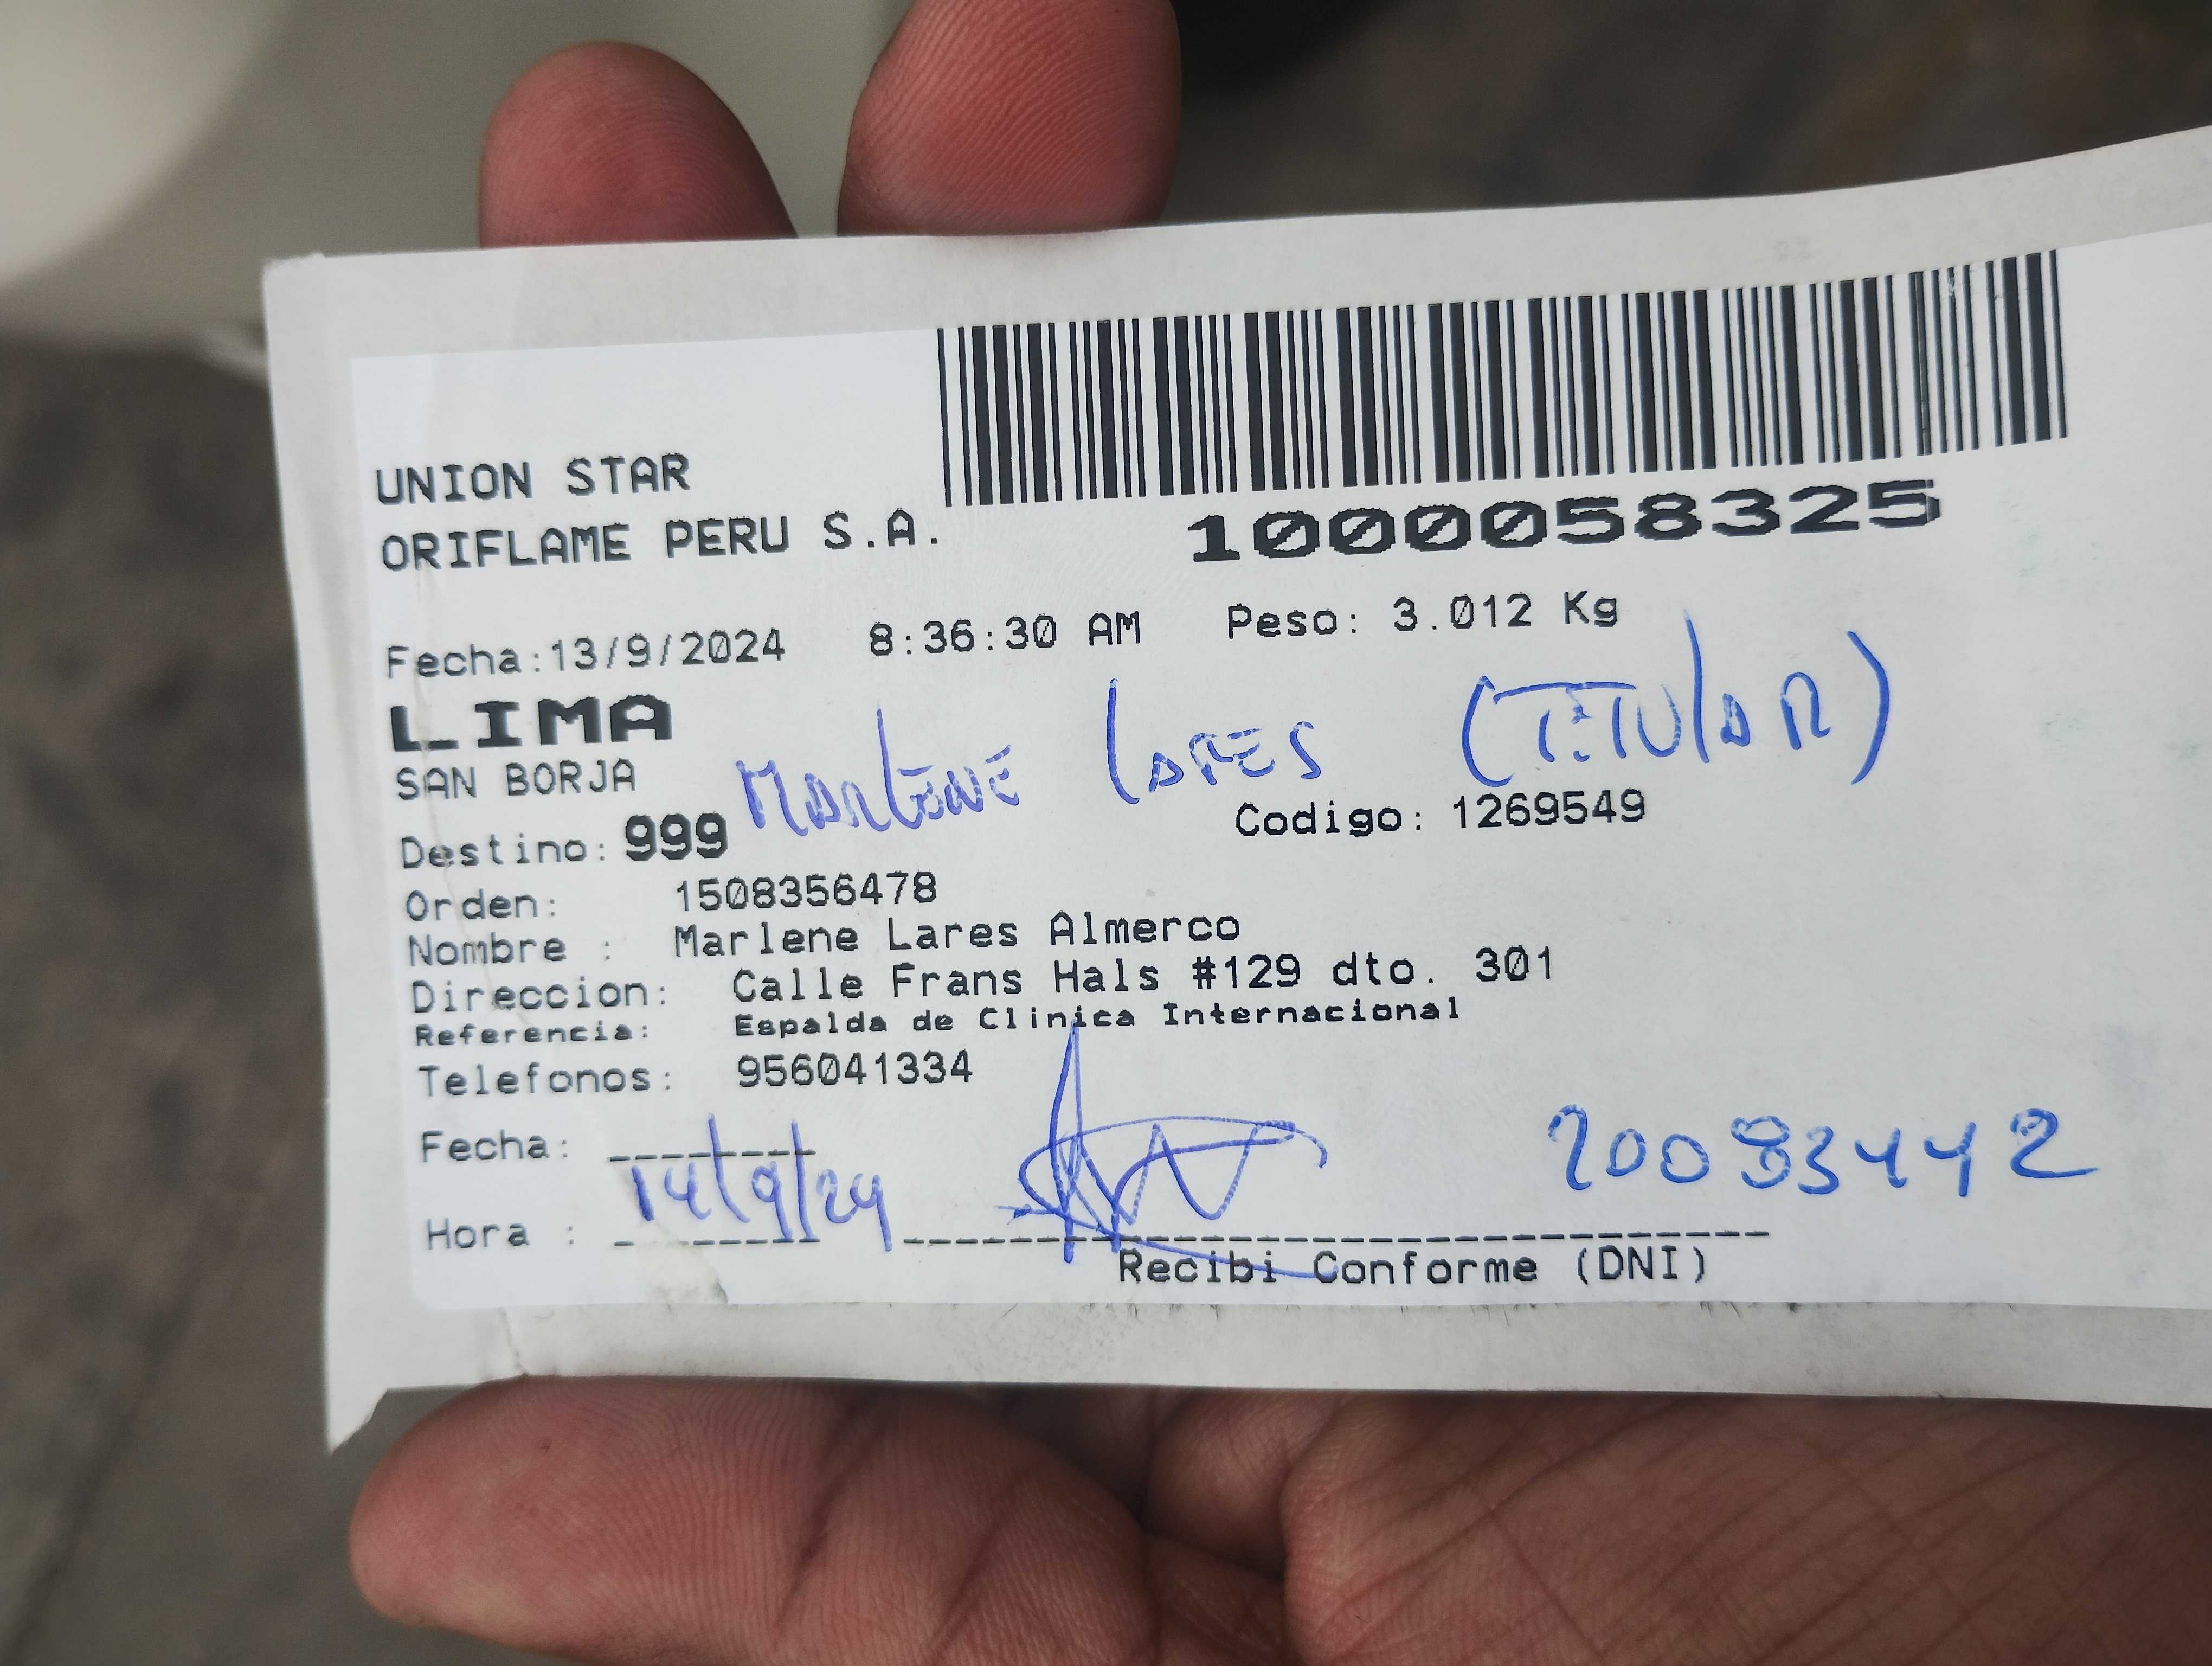 UNION STAR
ORIFLAME PERU S.A.
1000058325
Fecha:13/9/2024 8:36:30 AM Peso: 3.012 Kg
LIMA
SAN BORJA
MARLENE LARES (TITULAR)
Destino: 999 Codigo: 1269549
Orden: 1508356478
Nombre : Marlene Lares Almerco
Direccion: Calle Frans Hals #129 dto. 301
Referencia: Espalda de Clinica Internacional
Telefonos: 956041334
Fecha:
14/9/24
Hora :
Recibi Conforme (DNI)